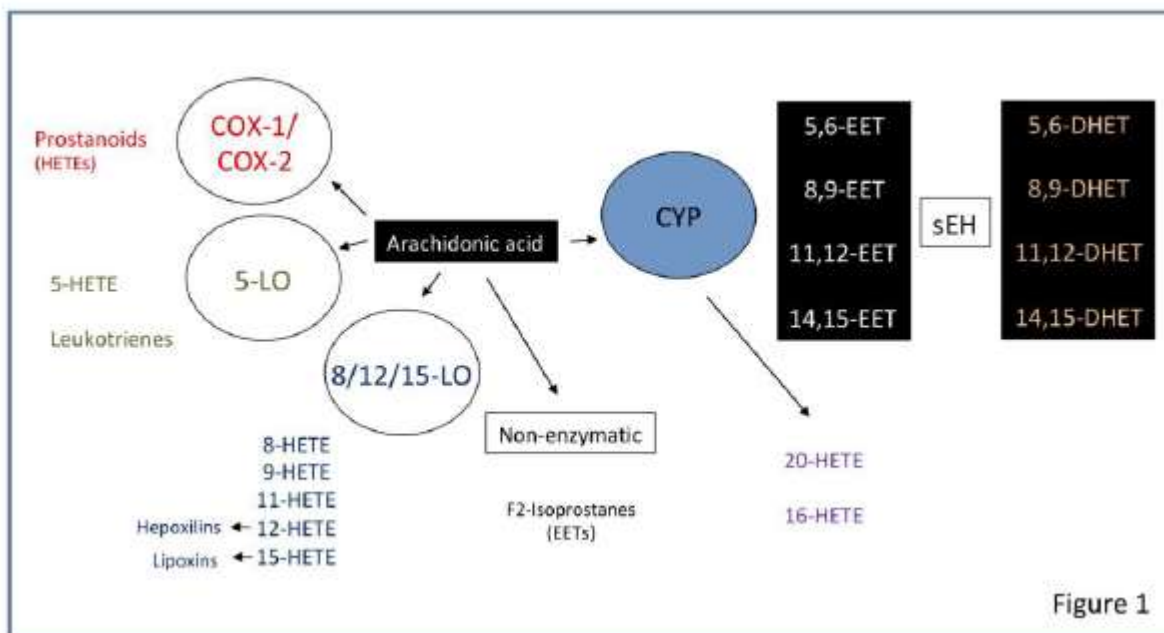 Prostanoids
(HETEs)
COX-1/
COX-2
5-HETE
Leukotrienes
5-LO
Arachidonic acid
8/12/15-LO
8-HETE
9-HETE
11-HETE
Hepoxilins
12-HETE
Lipoxins
15-HETE
Non-enzymatic
F2-Isoprostanes
(EETs)
CYP
5,6-EET
8,9-EET
11,12-EET
14,15-EET
sEH
5,6-DHET
8,9-DHET
11,12-DHET
14,15-DHET
20-HETE
16-HETE
Figure 1